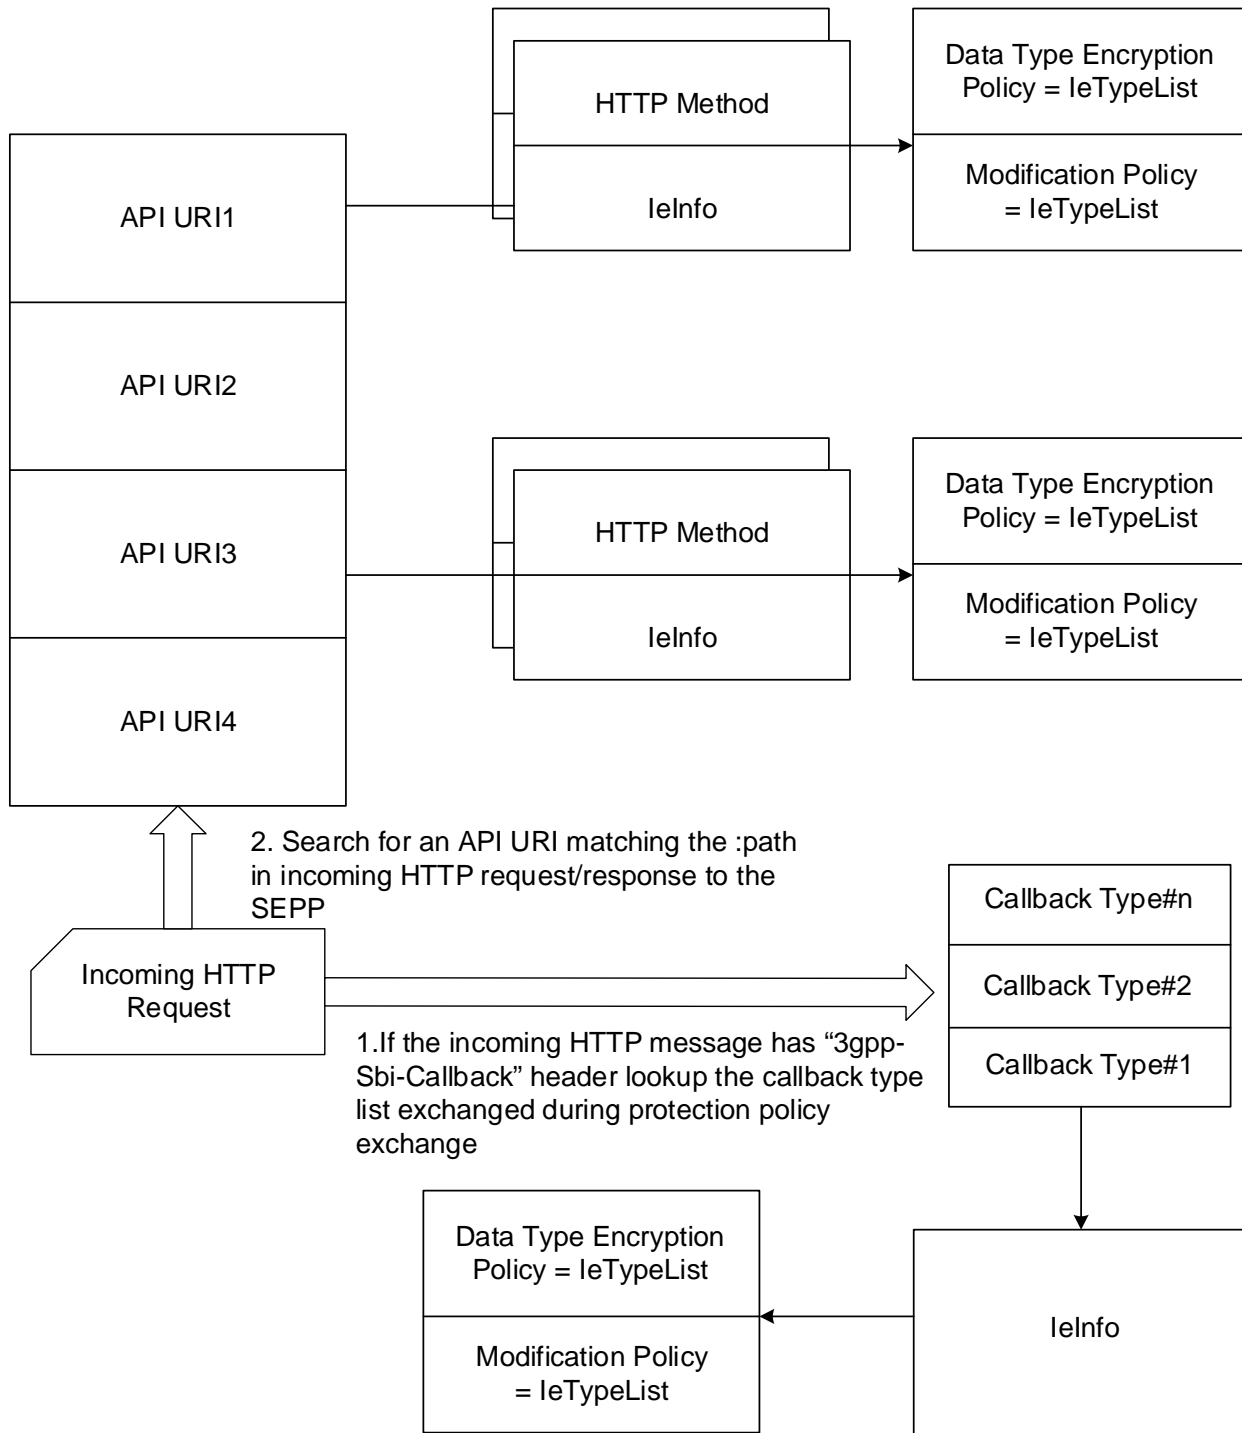 HTTP Method
IeInfo
Data Type Encryption
Policy = IeTypeList
Modification Policy
= IeTypeList
API URI1
API URI2
API URI3
API URI4
HTTP Method
IeInfo
Data Type Encryption
Policy = IeTypeList
Modification Policy
= IeTypeList
2. Search for an API URI matching the :path
in incoming HTTP request/response to the
SEPP
Incoming HTTP
Request
1.If the incoming HTTP message has “3gpp-
Sbi-Callback” header lookup the callback type
list exchanged during protection policy
exchange
Callback Type#n
Callback Type#2
Callback Type#1
Data Type Encryption
Policy = IeTypeList
Modification Policy
= IeTypeList
IeInfo